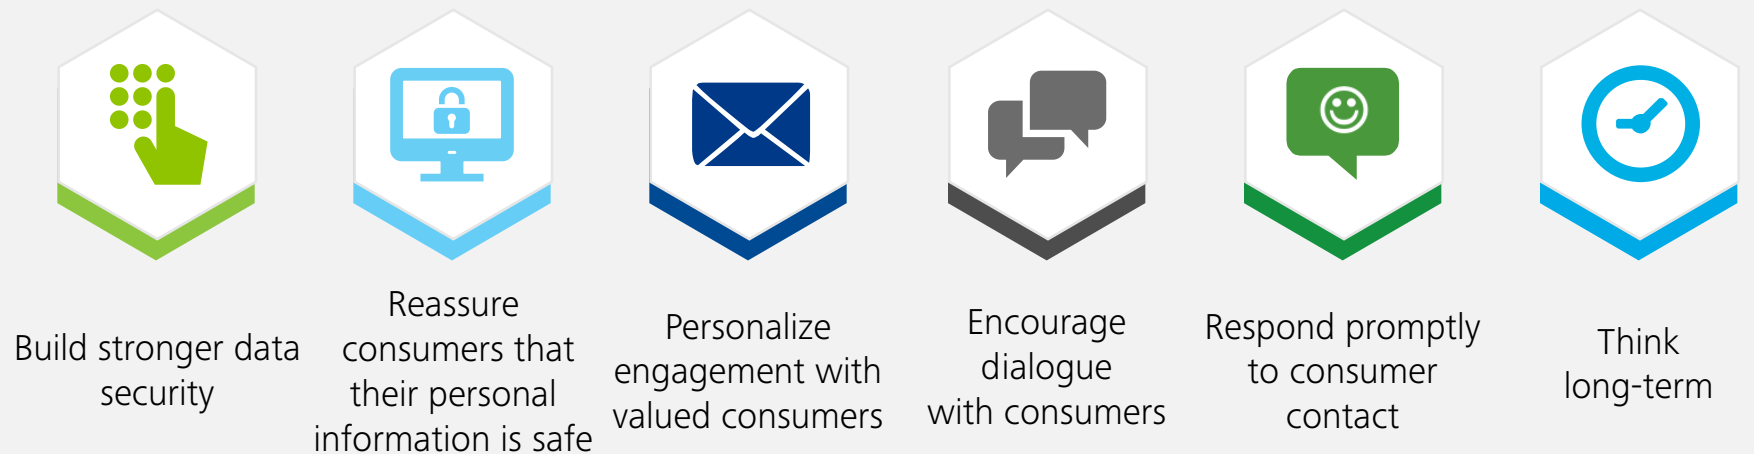 Build stronger data
security
Reassure
consumers that
their personal
information is safe
Personalize
engagement with
valued consumers
Encourage
dialogue
with consumers
Respond promptly
to consumer
contact
Think
long-term